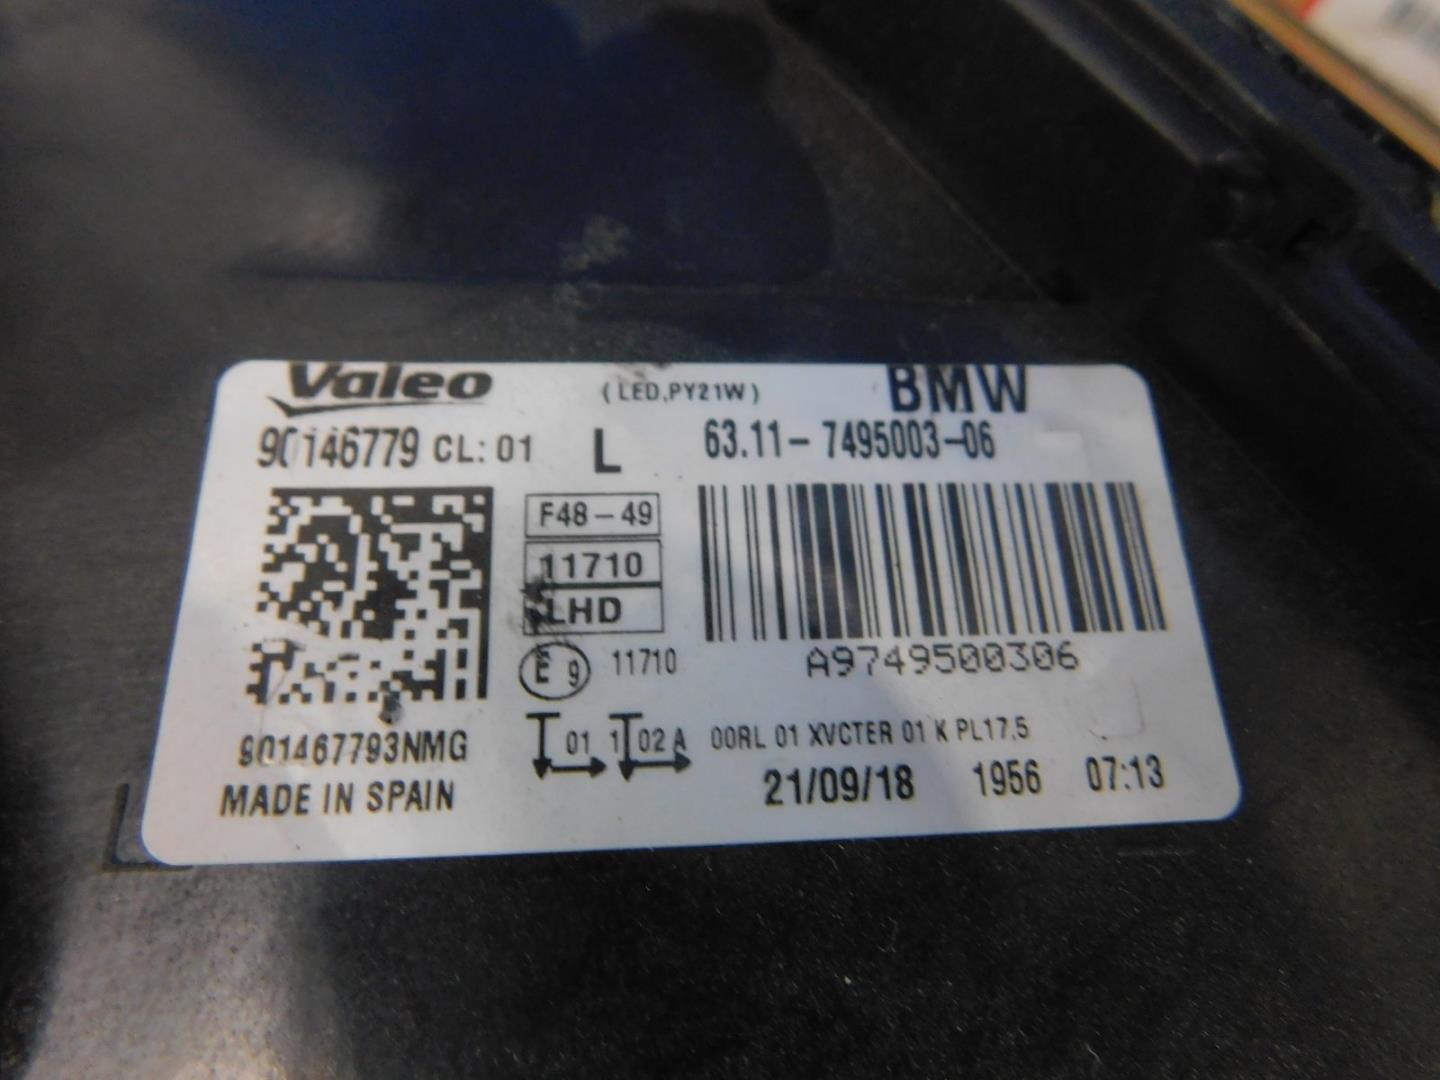 Valeo (LED,PY21W) BMW
90146779 CL: 01 L 63.11-7495003-06
F48-49
11710
LHD
E 9 11710
A9749500306
901467793NMG
01 1 02 A 00RL 01 XVCTER 01 K PL17,5
MADE IN SPAIN 21/09/18 1956 07:13